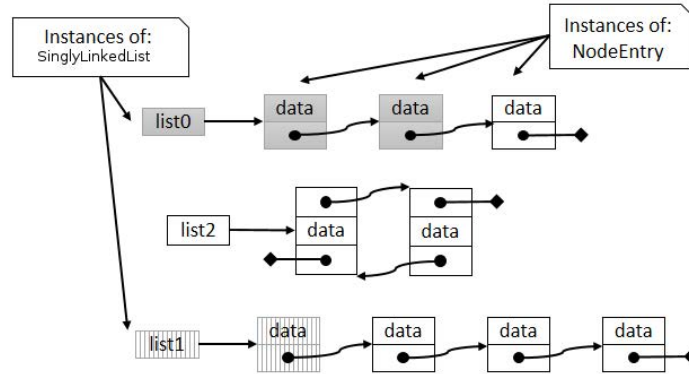 Instances of:
SinglyLinkedList
Instances of:
NodeEntry
list0
data
data
data
list2
data
data
list1
data
data
data
data